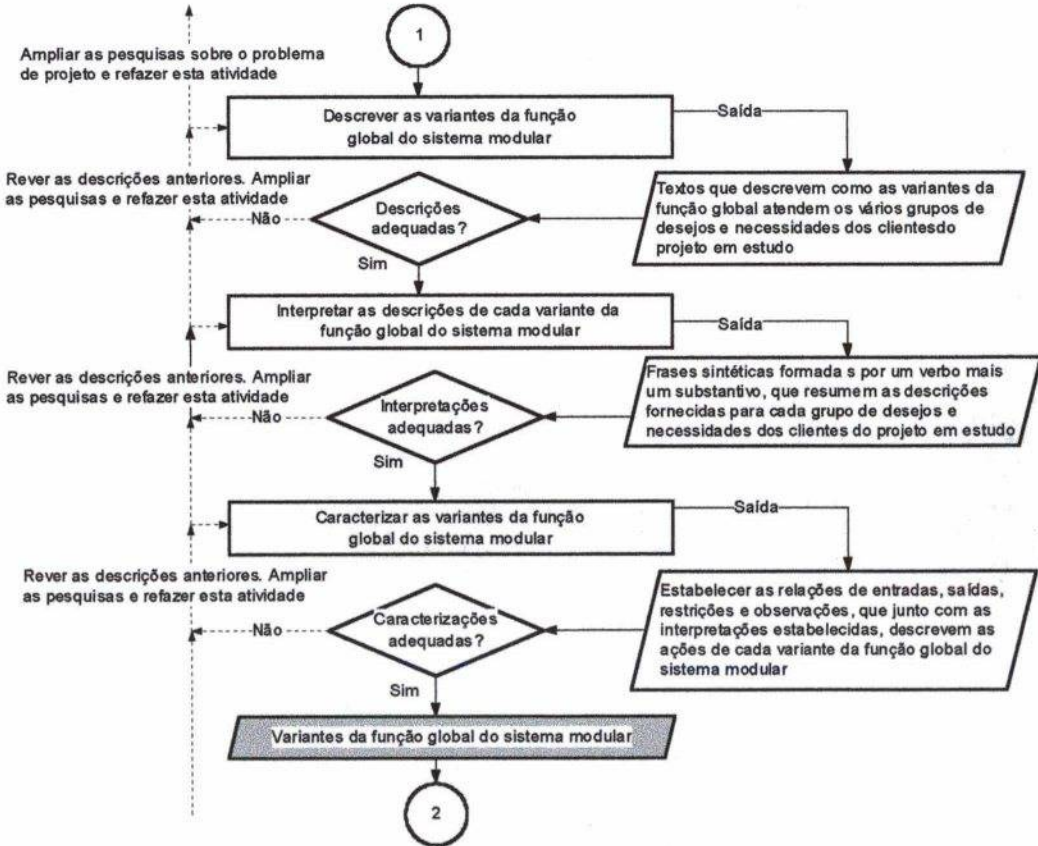 1
Ampliar as pesquisas sobre o problema
de projeto e refazer esta atividade
Descrever as variantes da função
global do sistema modular
Saída
Rever as descrições anteriores. Ampliar
as pesquisas e refazer esta atividade
Textos que descrevem como as variantes da
função global atendem os vários grupos de
desejos e necessidades dos clientesdo
projeto em estudo
Descrições
adequadas?
Não
Sim
Interpretar as descrições de cada variante da
função global do sistema modular
Saída
Rever as descrições anteriores. Ampliar
as pesquisas e refazer esta atividade
Frases sintéticas formada s por um verbo mais
um substantivo, que resumem as descrições
fornecidas para cada grupo de desejos e
necessidades dos clientes do projeto em estudo
Interpretações
adequadas?
Não
Sim
Caracterizar as variantes da função
global do sistema modular
Saída
Rever as descrições anteriores. Ampliar
as pesquisas e refazer esta atividade
Estabelecer as relações de entradas, saídas,
restrições e observações, que junto com as
interpretações estabelecidas, descrevem as
ações de cada variante da função global do
sistema modular
Caracterizações
adequadas?
Não
Sim
Variantes da função global do sistema modular
2